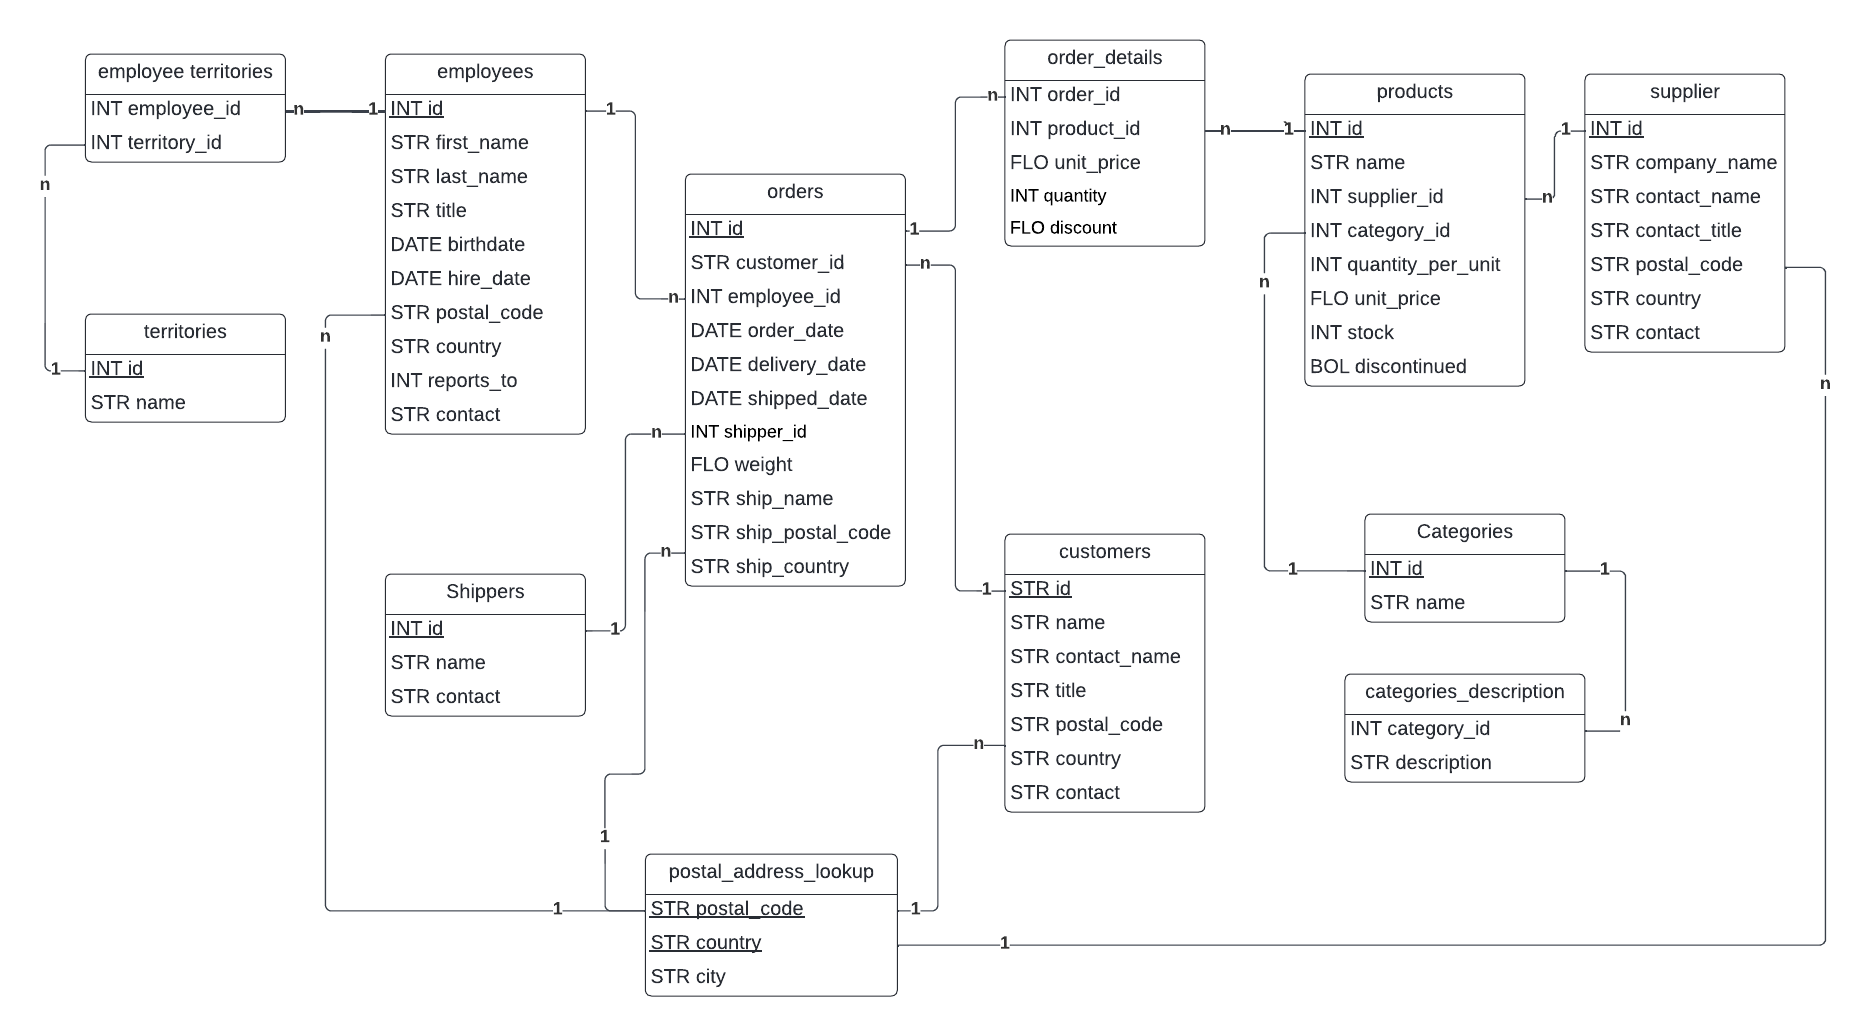 employee territories
INT employee_id
INT territory_id
n
1
n
1
territories
INT id
STR name
employees
INT id
STR first_name
STR last_name
STR title
DATE birthdate
DATE hire_date
STR postal_code
STR country
INT reports_to
STR contact
1
n
n
1
Shippers
INT id
STR name
STR contact
1
n
orders
INT id
STR customer_id
INT employee_id
DATE order_date
DATE delivery_date
DATE shipped_date
INT shipper_id
FLO weight
STR ship_name
STR ship_postal_code
STR ship_country
n
1
1
n
n
1
order_details
INT order_id
INT product_id
FLO unit_price
INT quantity
FLO discount
n
1
products
INT id
STR name
INT supplier_id
INT category_id
INT quantity_per_unit
FLO unit_price
INT stock
BOL discontinued
n
1
supplier
INT id
STR company_name
STR contact_name
STR contact_title
STR postal_code
STR country
STR contact
n
1
n
1
Categories
INT id
STR name
1
n
categories_description
INT category_id
STR description
customers
STR id
STR name
STR contact_name
STR title
STR postal_code
STR country
STR contact
n
1
postal_address_lookup
STR postal_code
STR country
STR city